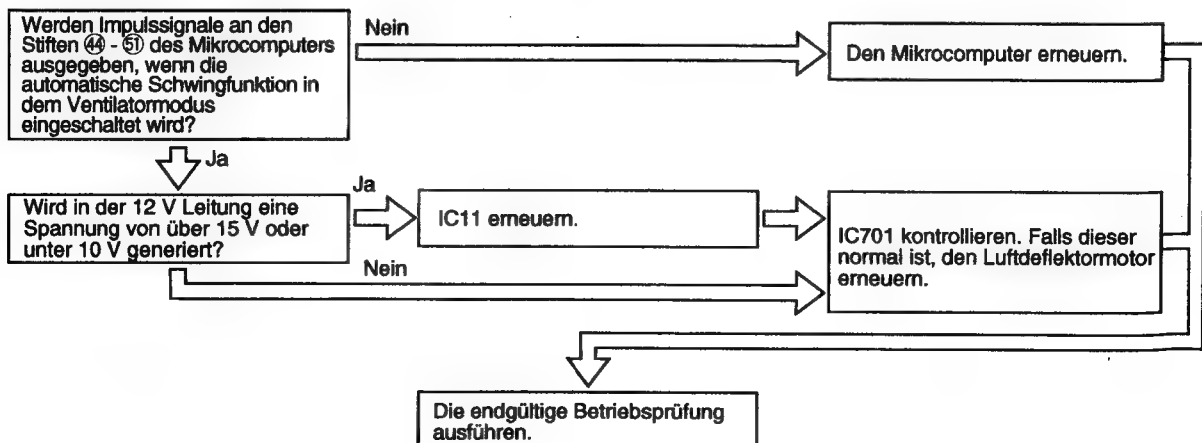 Werden Impulssignale an den
Stiften ㊹ - �51 des Mikrocomputers
ausgegeben, wenn die
automatische Schwingfunktion in
dem Ventilatormodus
eingeschaltet wird?
Nein
Den Mikrocomputer erneuern.
Ja
Wird in der 12 V Leitung eine
Spannung von über 15 V oder
unter 10 V generiert?
Ja
IC11 erneuern.
Nein
IC701 kontrollieren. Falls dieser
normal ist, den Luftdeflektormotor
erneuern.
Die endgültige Betriebsprüfung
ausführen.